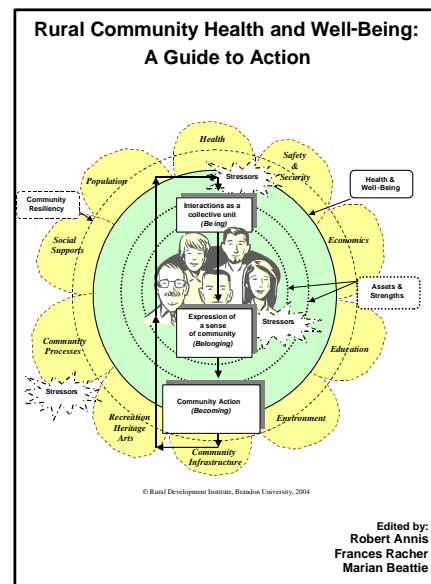 Rural Community Health and Well-Being:
A Guide to Action
Health
Safety
&
Security
Stressors
Population
Health &
Well-Being
Community
Resiliency
Interactions as a
collective unit
(Being)
Social
Supports
Economics
Assets &
Strengths
Expression of
a sense
of community
(Belonging)
Stressors
Community
Processes
Education
Stressors
Community Action
(Becoming)
Recreation
Heritage
Arts
Environment
Community
Infrastructure
© Rural Development Institute, Brandon University, 2004
Edited by:
Robert Annis
Frances Racher
Marian Beattie